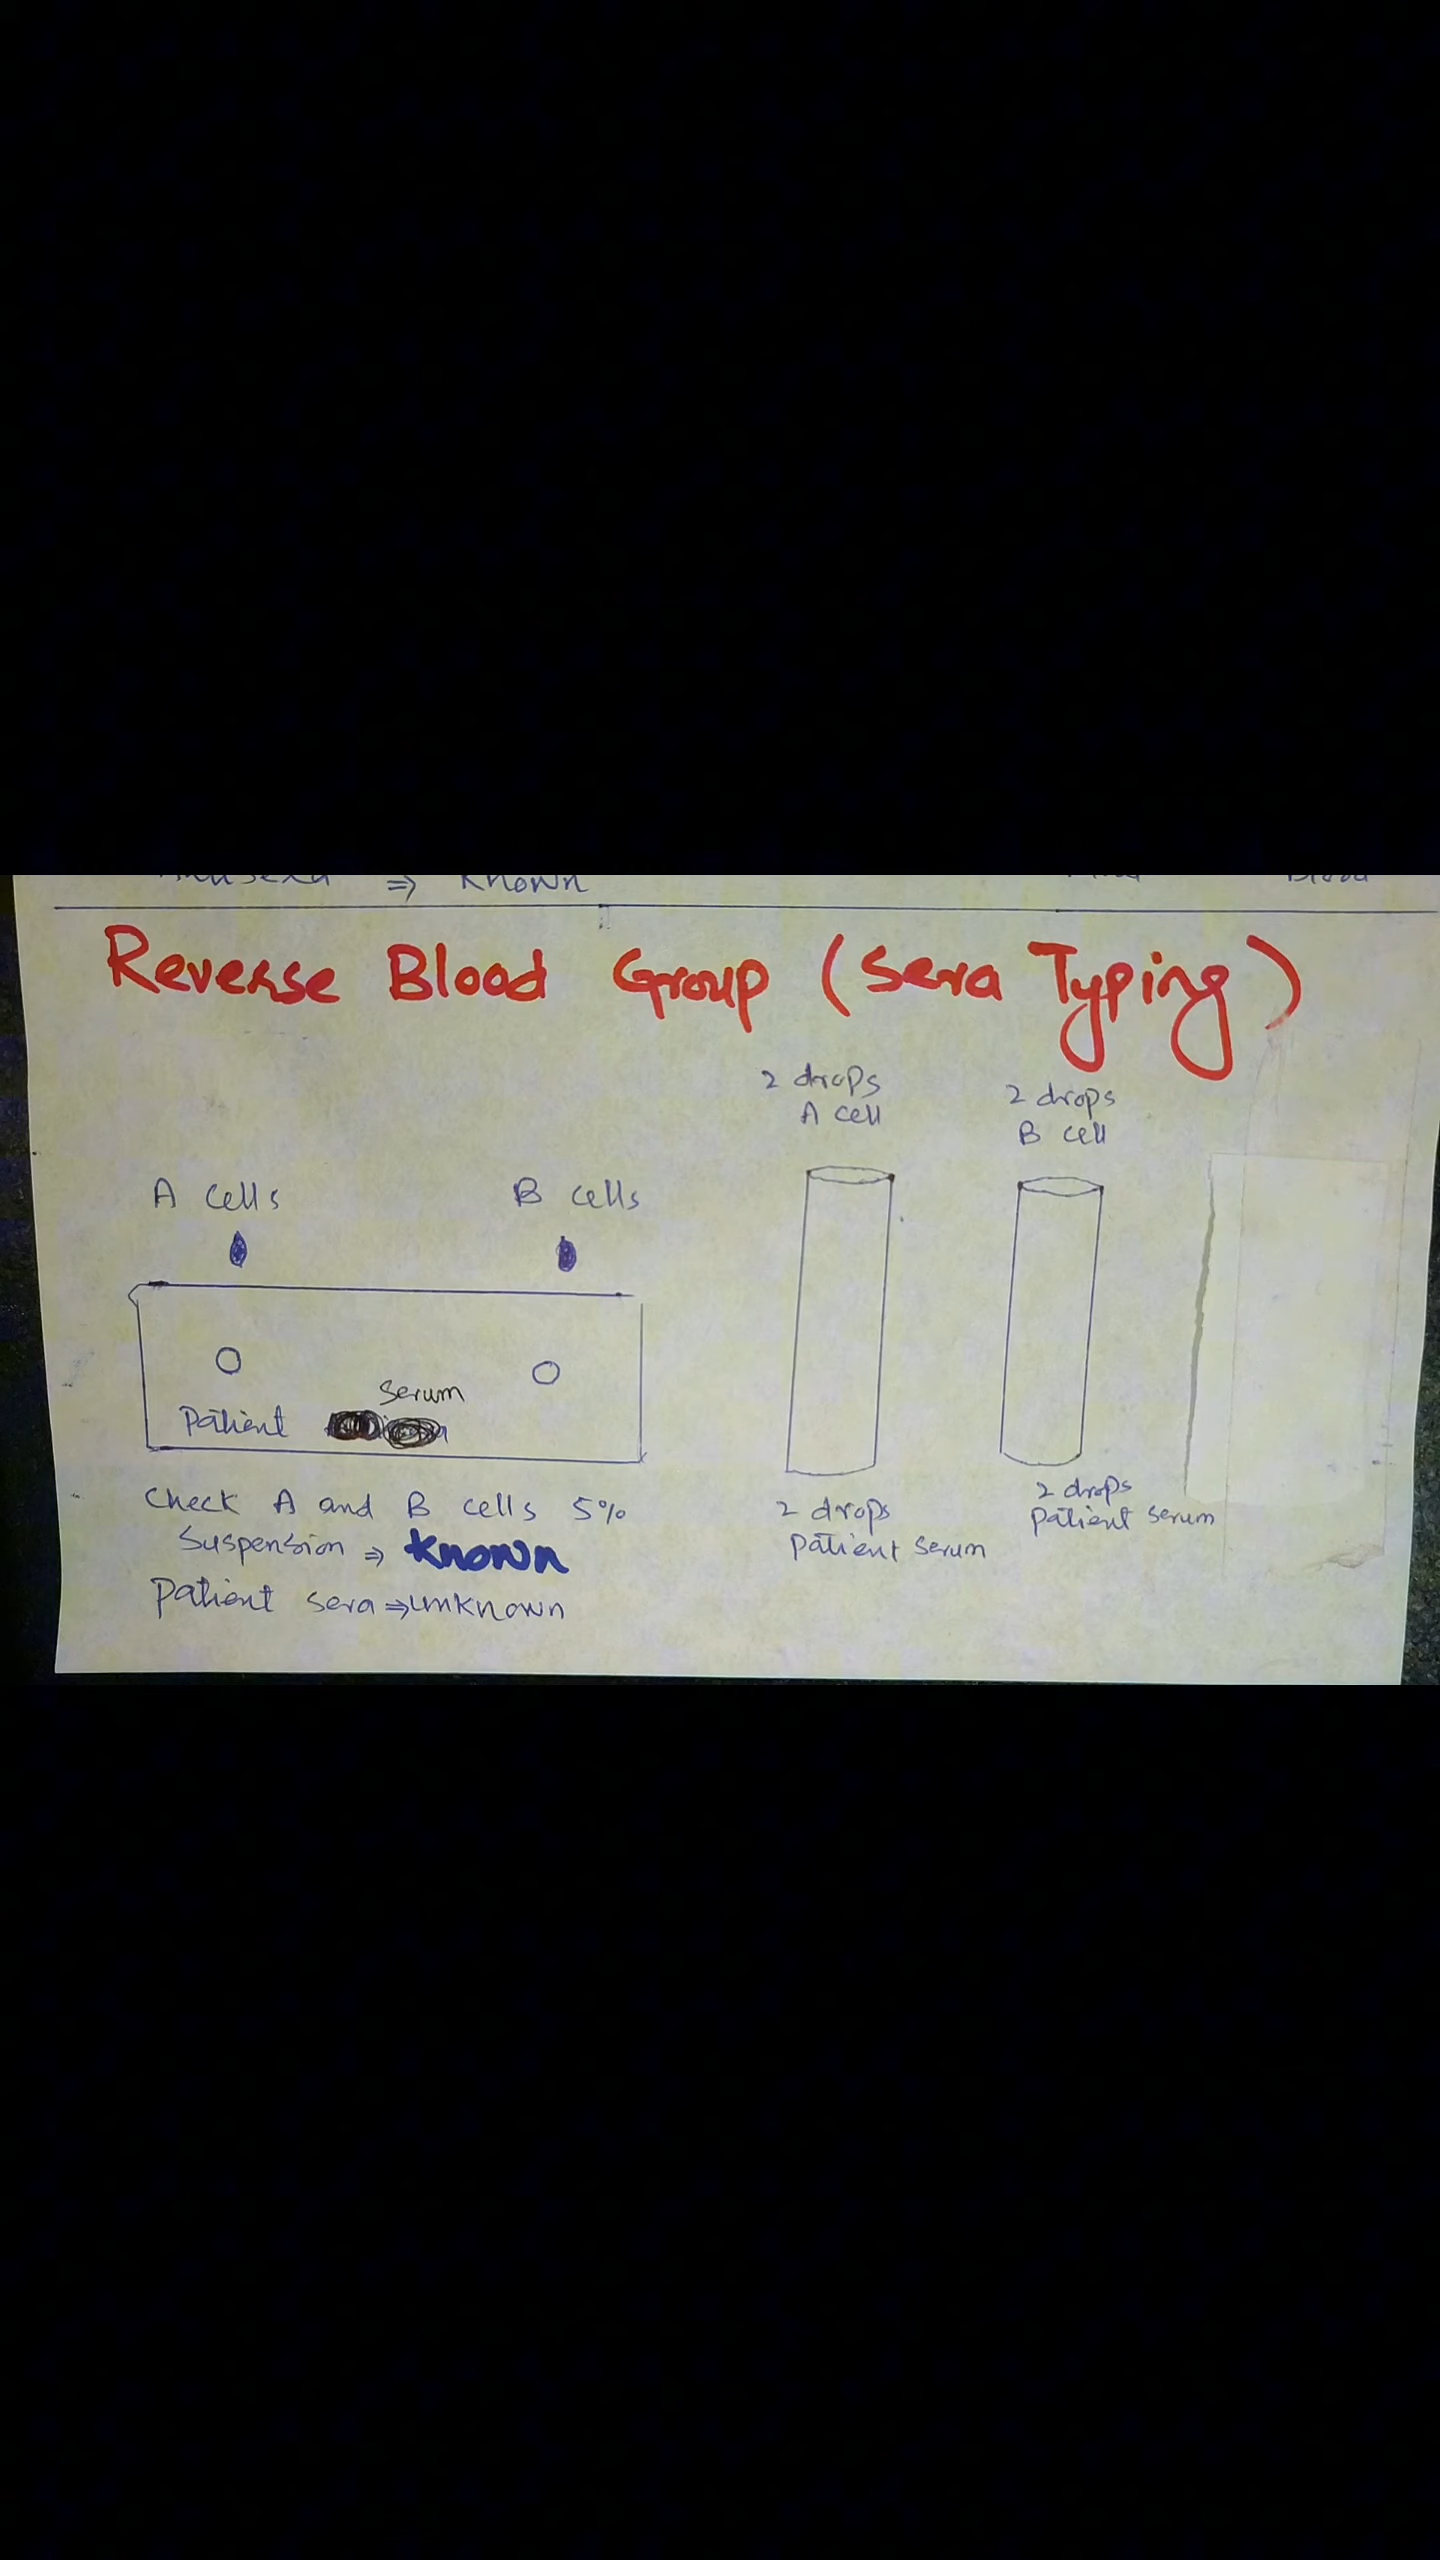 Known
Reverse Blood Group (Sera Typing)
2 drops
A cell
2 drops
B cell
A cells
B cells
Serum
Patient
Check A and B cells 5%
Suspension ⇒ Known
Patient sera ⇒ unknown
2 drops
Patient Serum
2 drops
Patient Serum